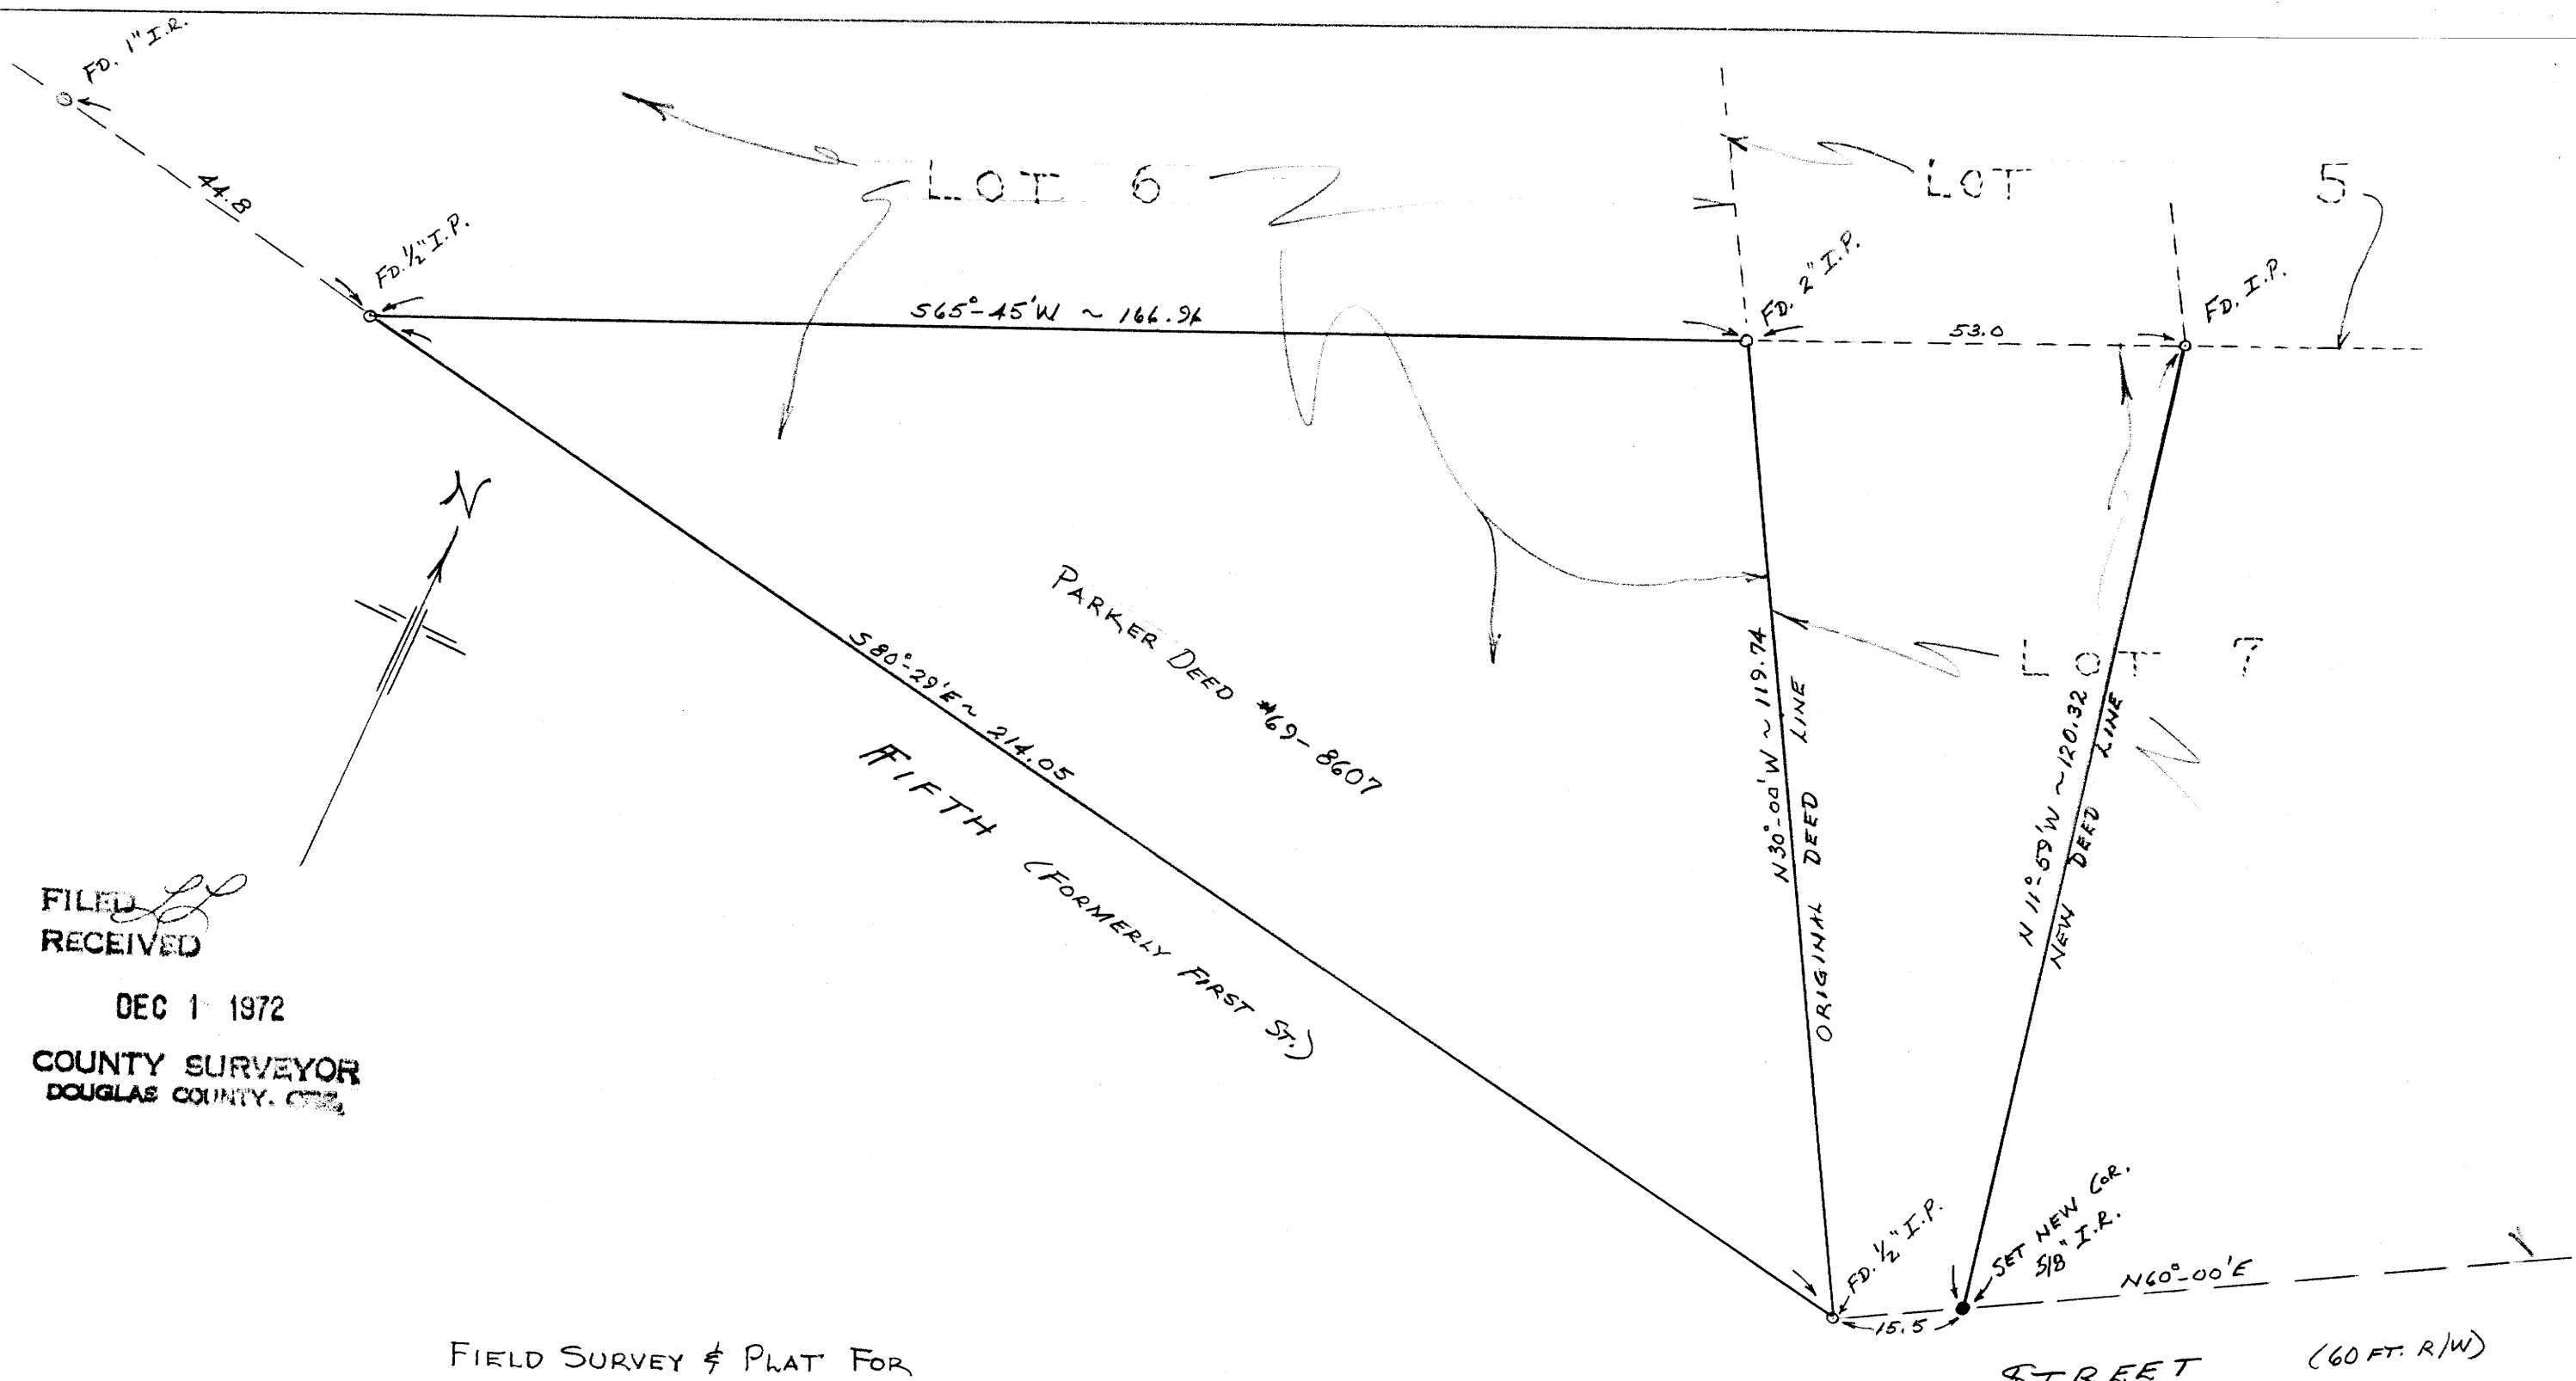 FD. 1" I.R.
44.8
FD. 1/2" I.P.
LOT 6
LOT 5
S65°-45'W ~ 166.96
FD. 2" I.P.
53.0
FD. I.P.
N
PARKER DEED #69-8607
S80°-29'E ~ 214.05
FIFTH (FORMERLY FIRST ST.)
N30°-00'W ~ 119.74
ORIGINAL DEED LINE
LOT 7
N 11°-59'W ~ 120.32
NEW DEED LINE
FILED
RECEIVED
DEC 1 1972
COUNTY SURVEYOR
DOUGLAS COUNTY, ORE.
FD. 1/2" I.P.
SET NEW COR.
5/8" I.R.
N60°-00'E
15.5
FIELD SURVEY & PLAT FOR
STREET (60 FT. R/W)